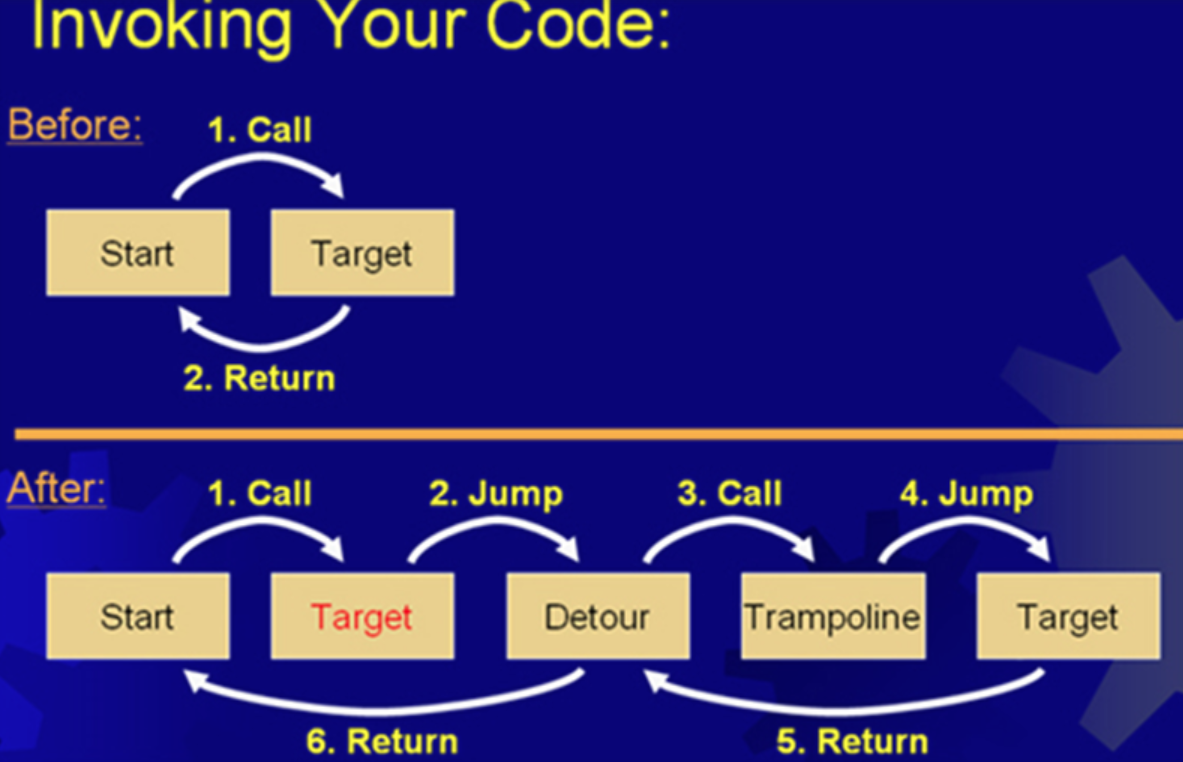 Invoking Your Code:
Before:
1. Call
Start
Target
2. Return
After:
1. Call
2. Jump
3. Call
4. Jump
Start
Target
Detour
Trampoline
Target
6. Return
5. Return